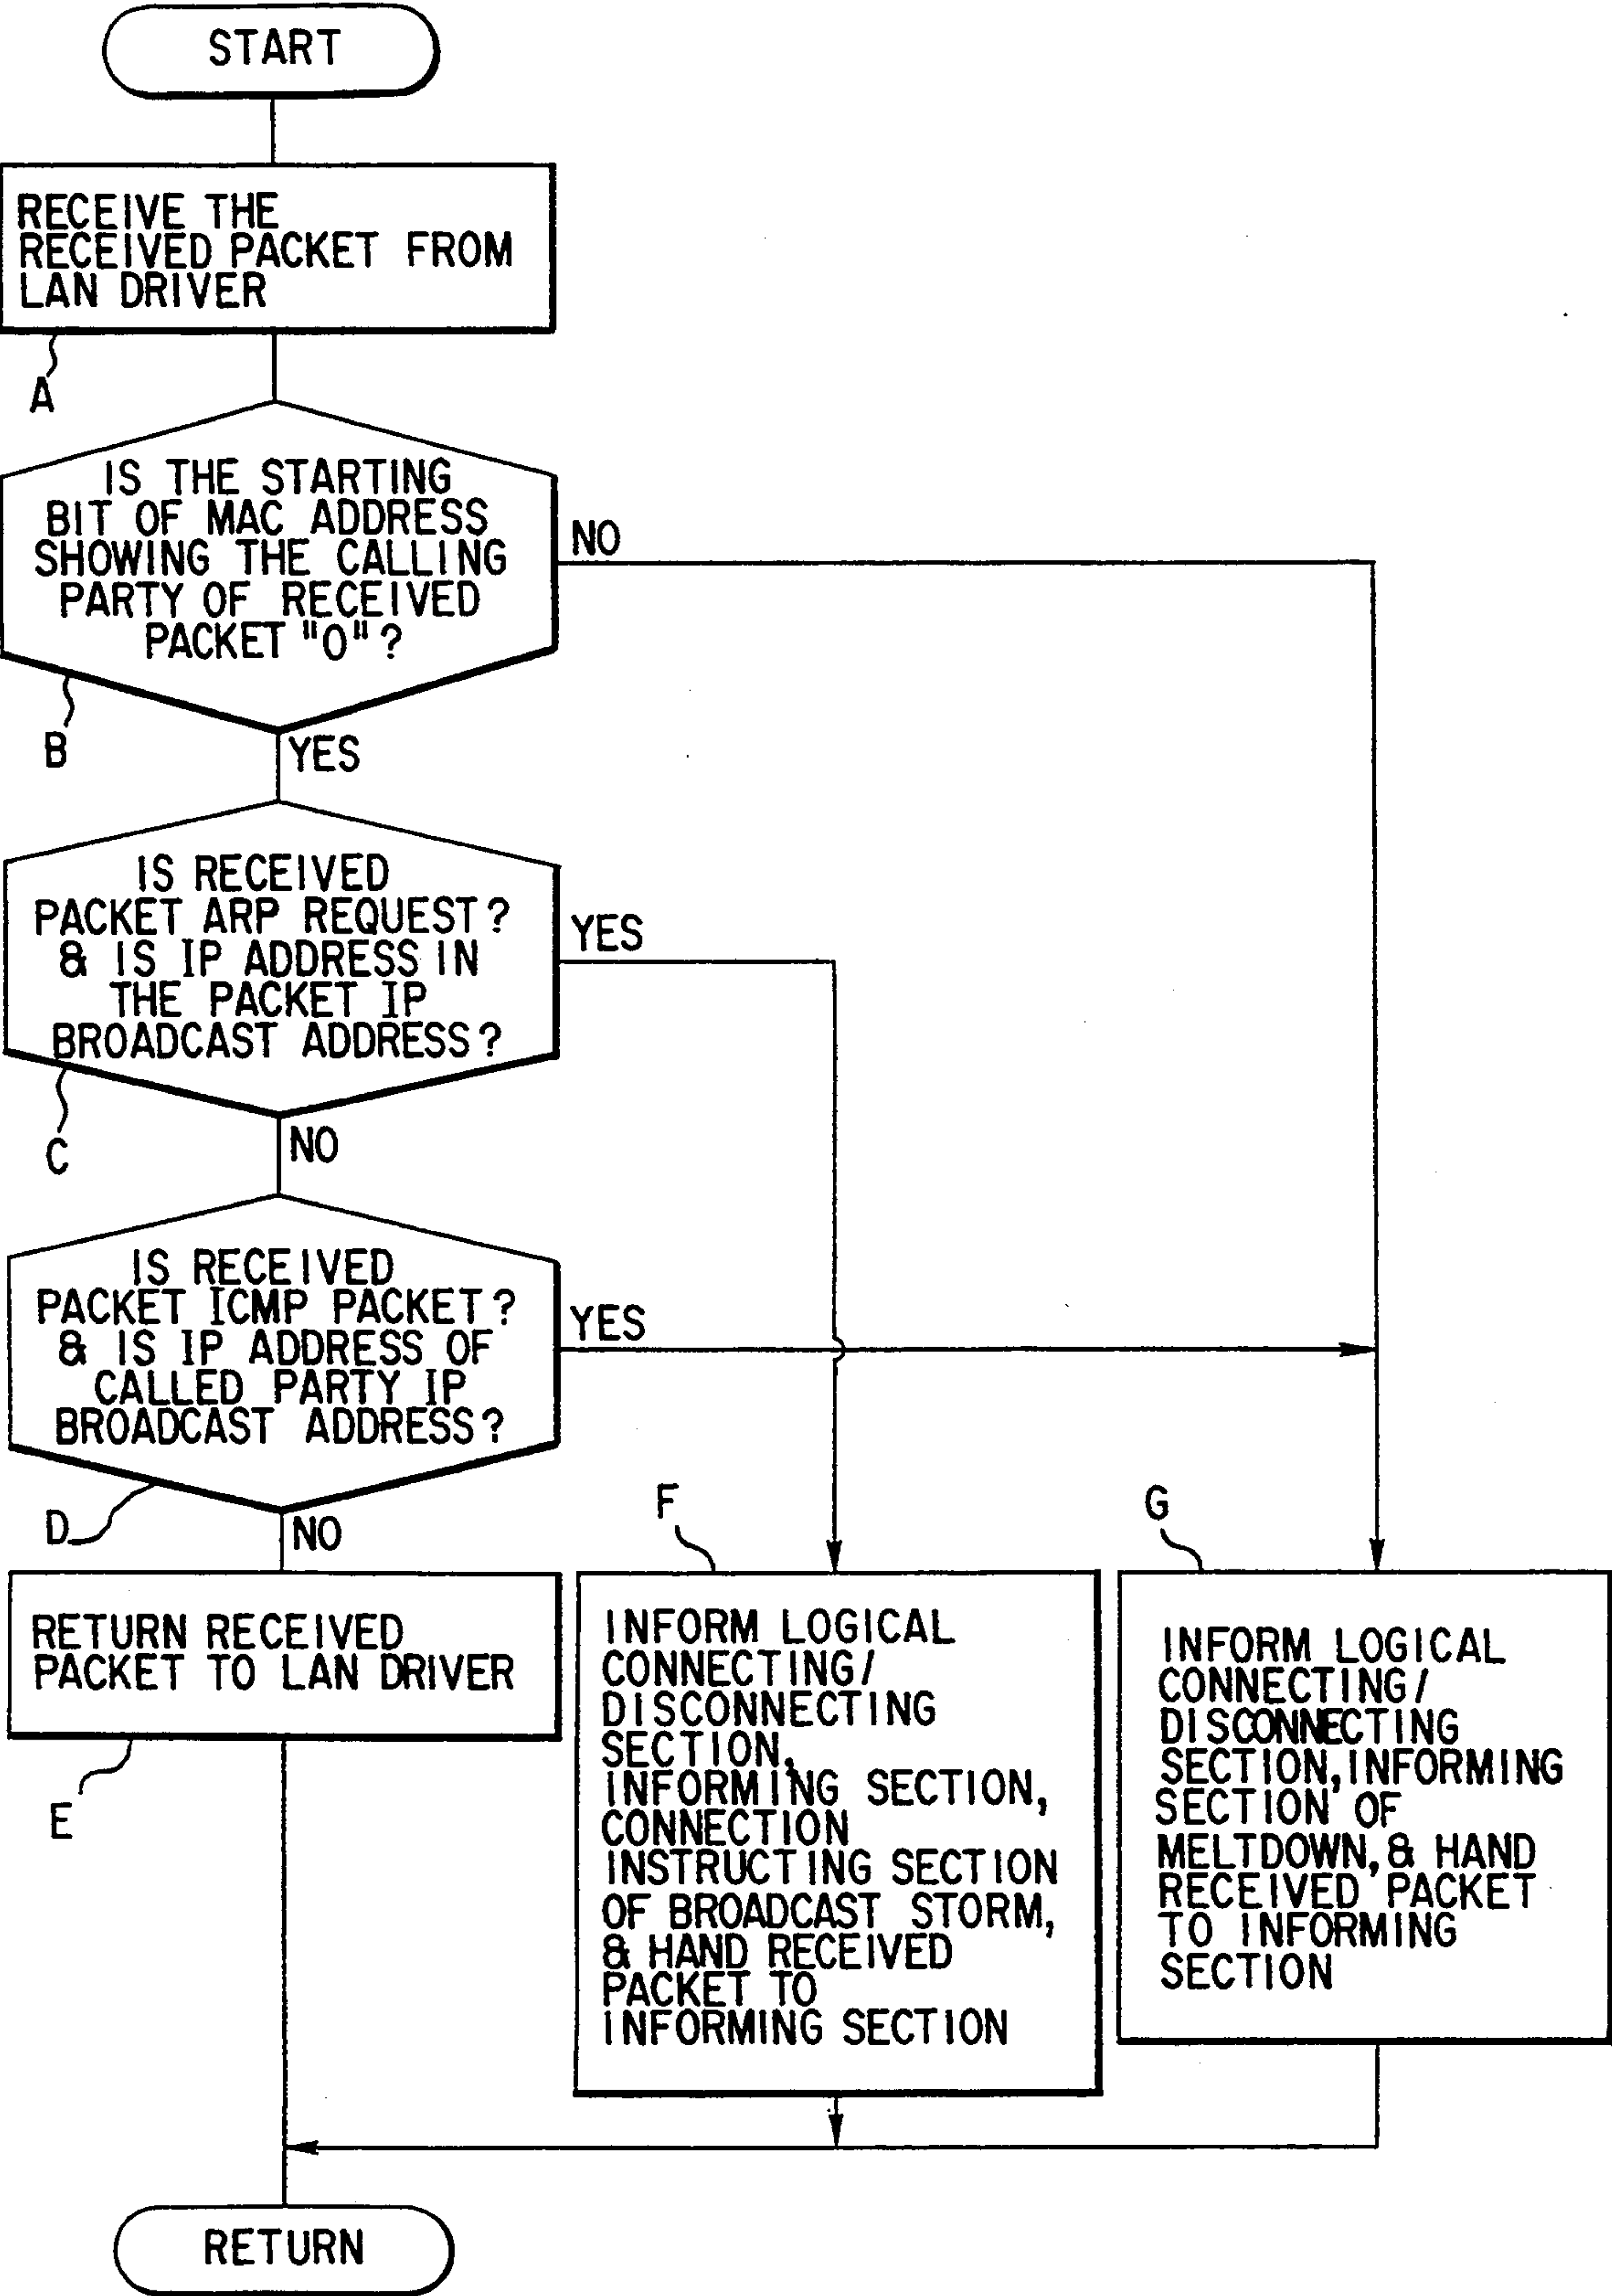 START
RECEIVE THE
RECEIVED PACKET FROM
LAN DRIVER
A
IS THE STARTING
BIT OF MAC ADDRESS
SHOWING THE CALLING
PARTY OF RECEIVED
PACKET "0"?
NO
B
YES
IS RECEIVED
PACKET ARP REQUEST?
& IS IP ADDRESS IN
THE PACKET IP
BROADCAST ADDRESS?
YES
C
NO
IS RECEIVED
PACKET ICMP PACKET?
& IS IP ADDRESS OF
CALLED PARTY IP
BROADCAST ADDRESS?
YES
D
NO
RETURN RECEIVED
PACKET TO LAN DRIVER
E
F
INFORM LOGICAL
CONNECTING/
DISCONNECTING
SECTION,
INFORMING SECTION,
CONNECTION
INSTRUCTING SECTION
OF BROADCAST STORM,
& HAND RECEIVED
PACKET TO
INFORMING SECTION
G
INFORM LOGICAL
CONNECTING/
DISCONNECTING
SECTION, INFORMING
SECTION OF
MELTDOWN, & HAND
RECEIVED PACKET
TO INFORMING
SECTION
RETURN